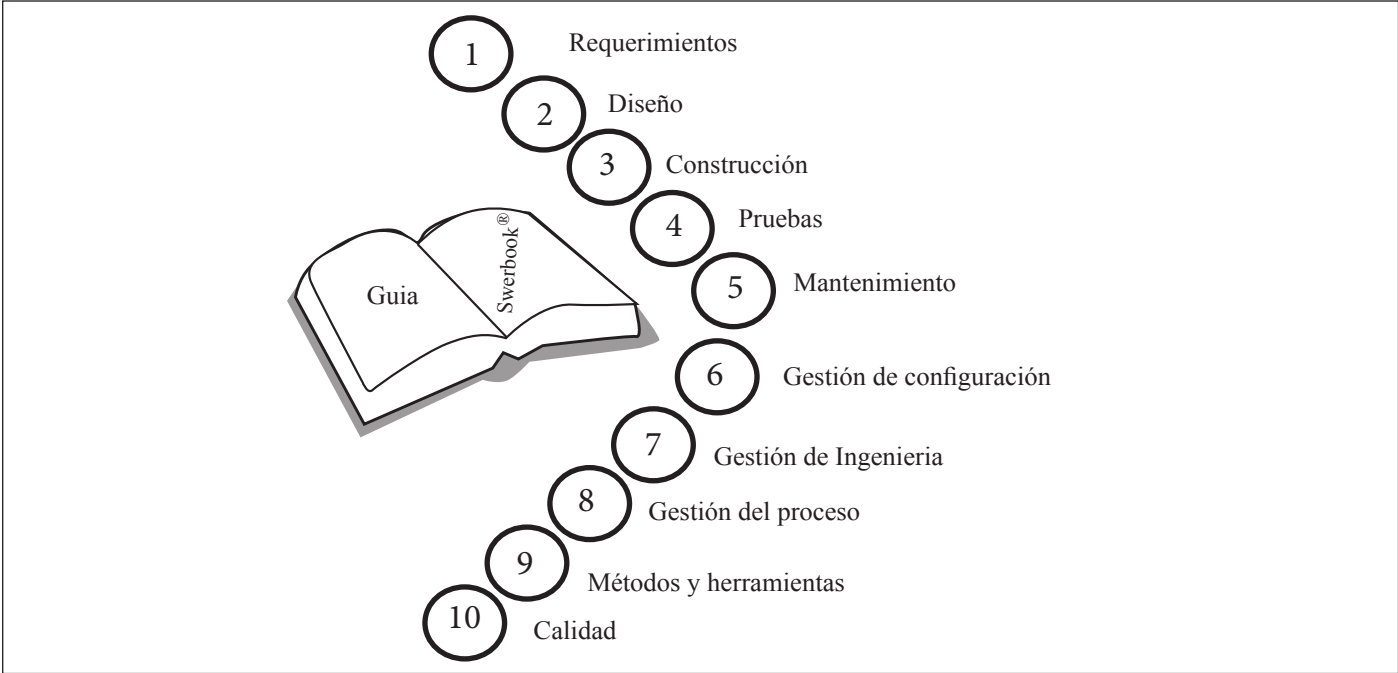 1 Requerimientos
2 Diseño
3 Construcción
4 Pruebas
5 Mantenimiento
6 Gestión de configuración
7 Gestión de Ingenieria
8 Gestión del proceso
9 Métodos y herramientas
10 Calidad
Guia
Swerbook®